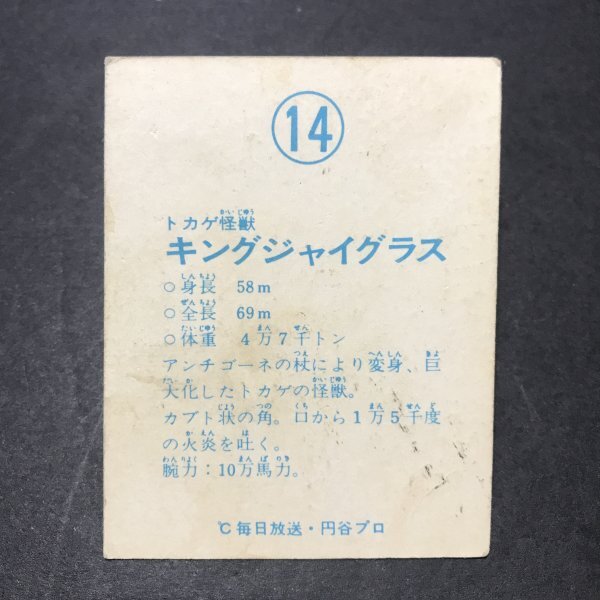 14
トカゲ怪獣
キングジャイグラス
○身長 58m
○全長 69m
○体重 4万7千トン
アンチゴーネの杖により変身、巨
大化したトカゲの怪獣。
カブト状の角。口から1万5千度
の火炎を吐く。
腕力：10万馬力。
℃毎日放送・円谷プロ